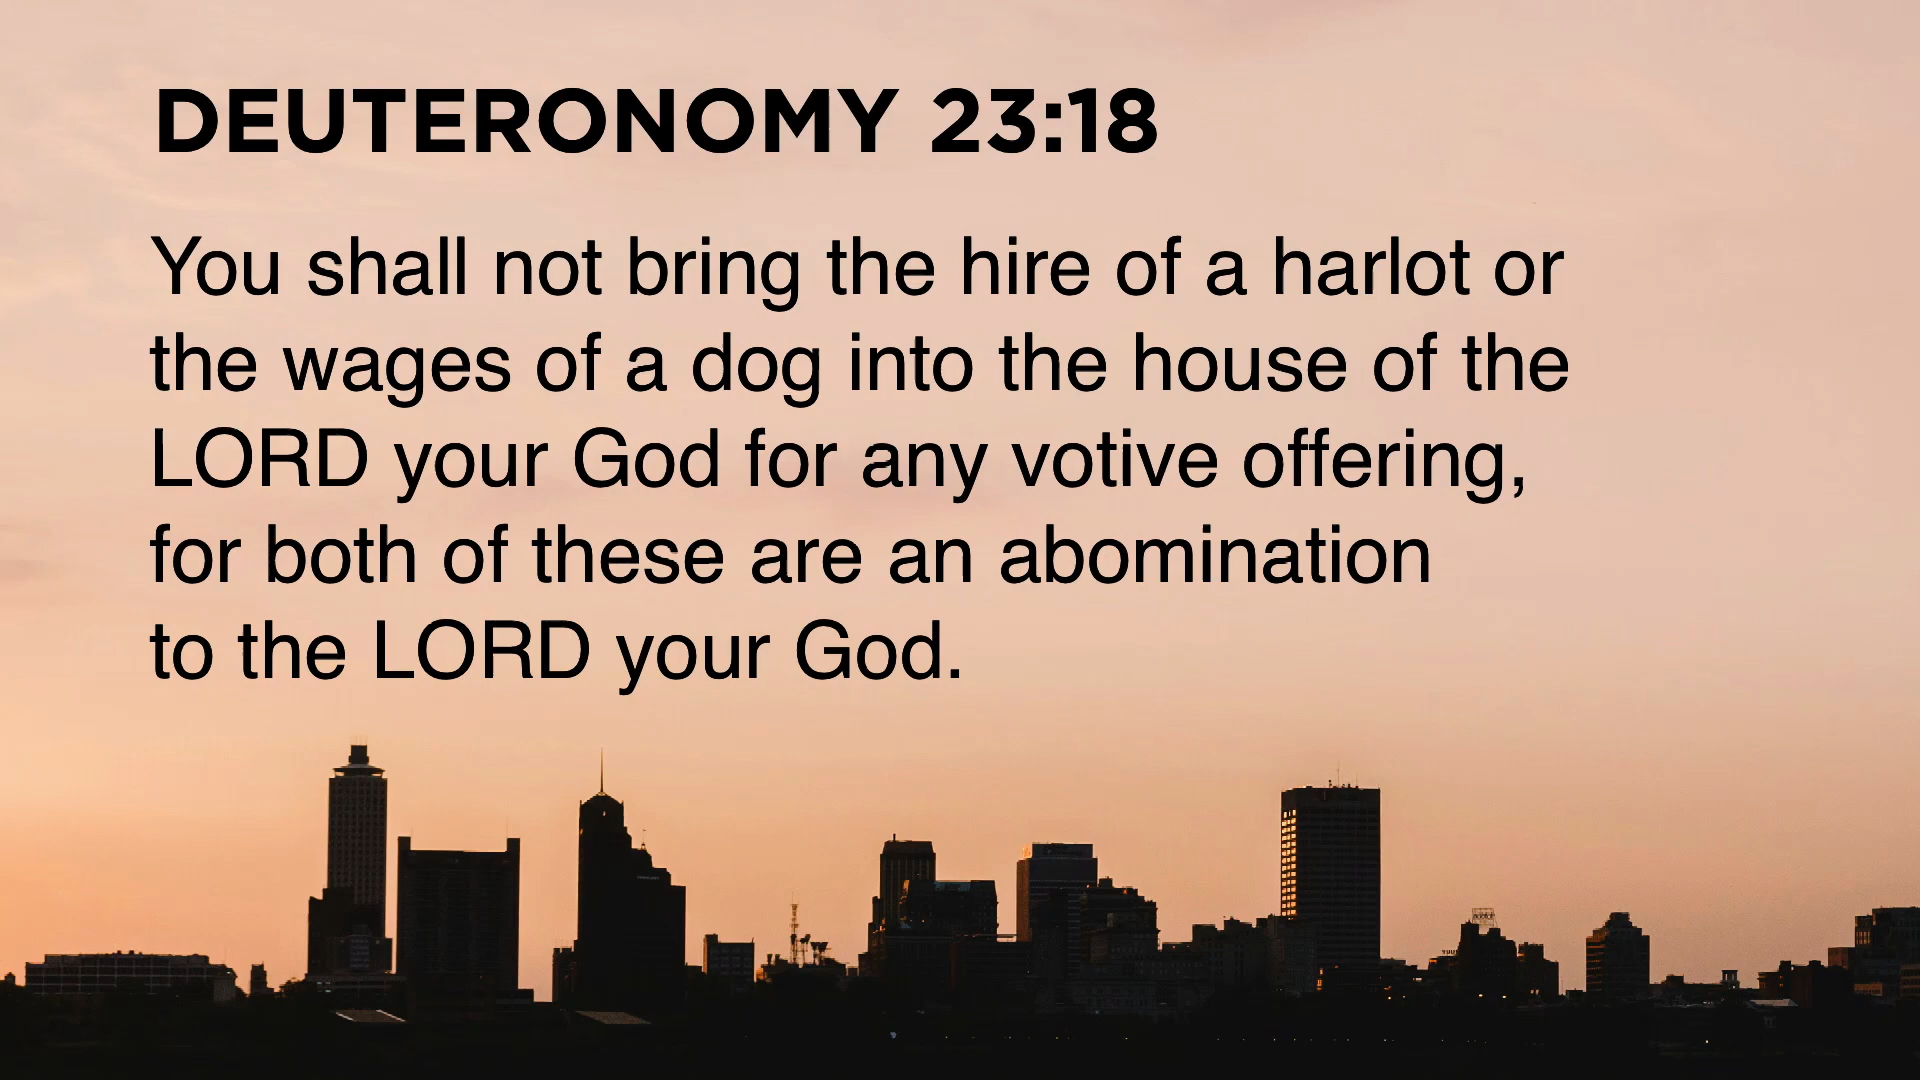 DEUTERONOMY 23:18
You shall not bring the hire of a harlot or
the wages of a dog into the house of the
LORD your God for any votive offering,
for both of these are an abomination
to the LORD your God.